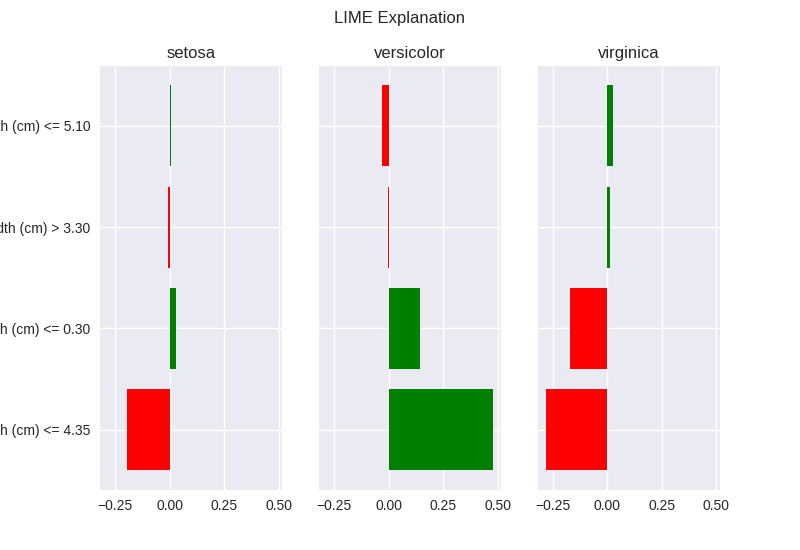 LIME Explanation
setosa versicolor virginica
(cm) <= 5.10
(cm) > 3.30
(cm) <= 0.30
(cm) <= 4.35
−0.25 0.00 0.25 0.50 −0.25 0.00 0.25 0.50 −0.25 0.00 0.25 0.50